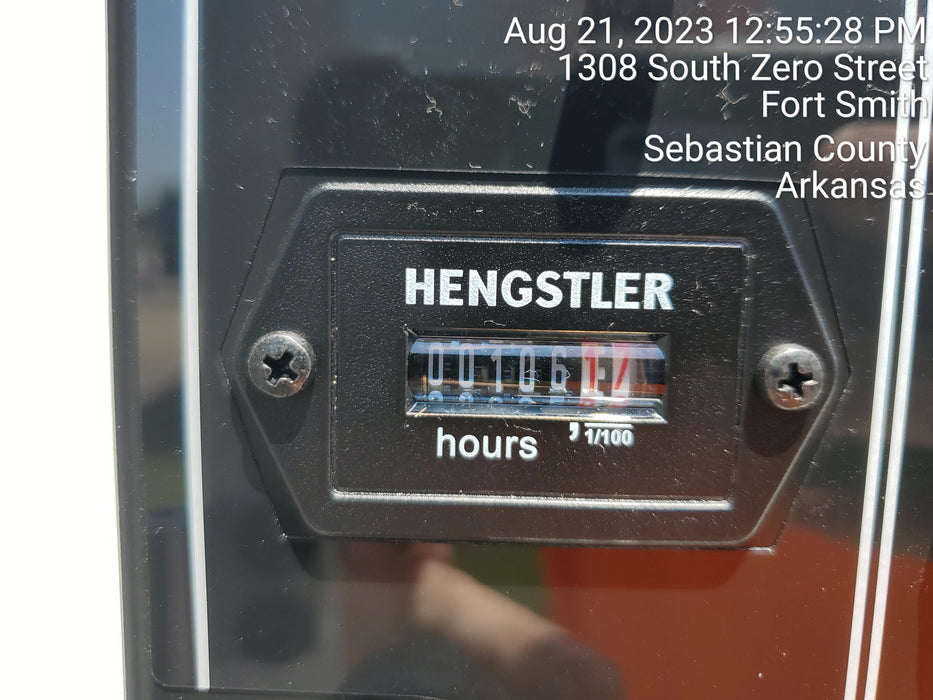 Aug 21, 2023 12:55:28 PM
1308 South Zero Street
Fort Smith
Sebastian County
Arkansas
HENGSTLER
0010617
hours , 1/100